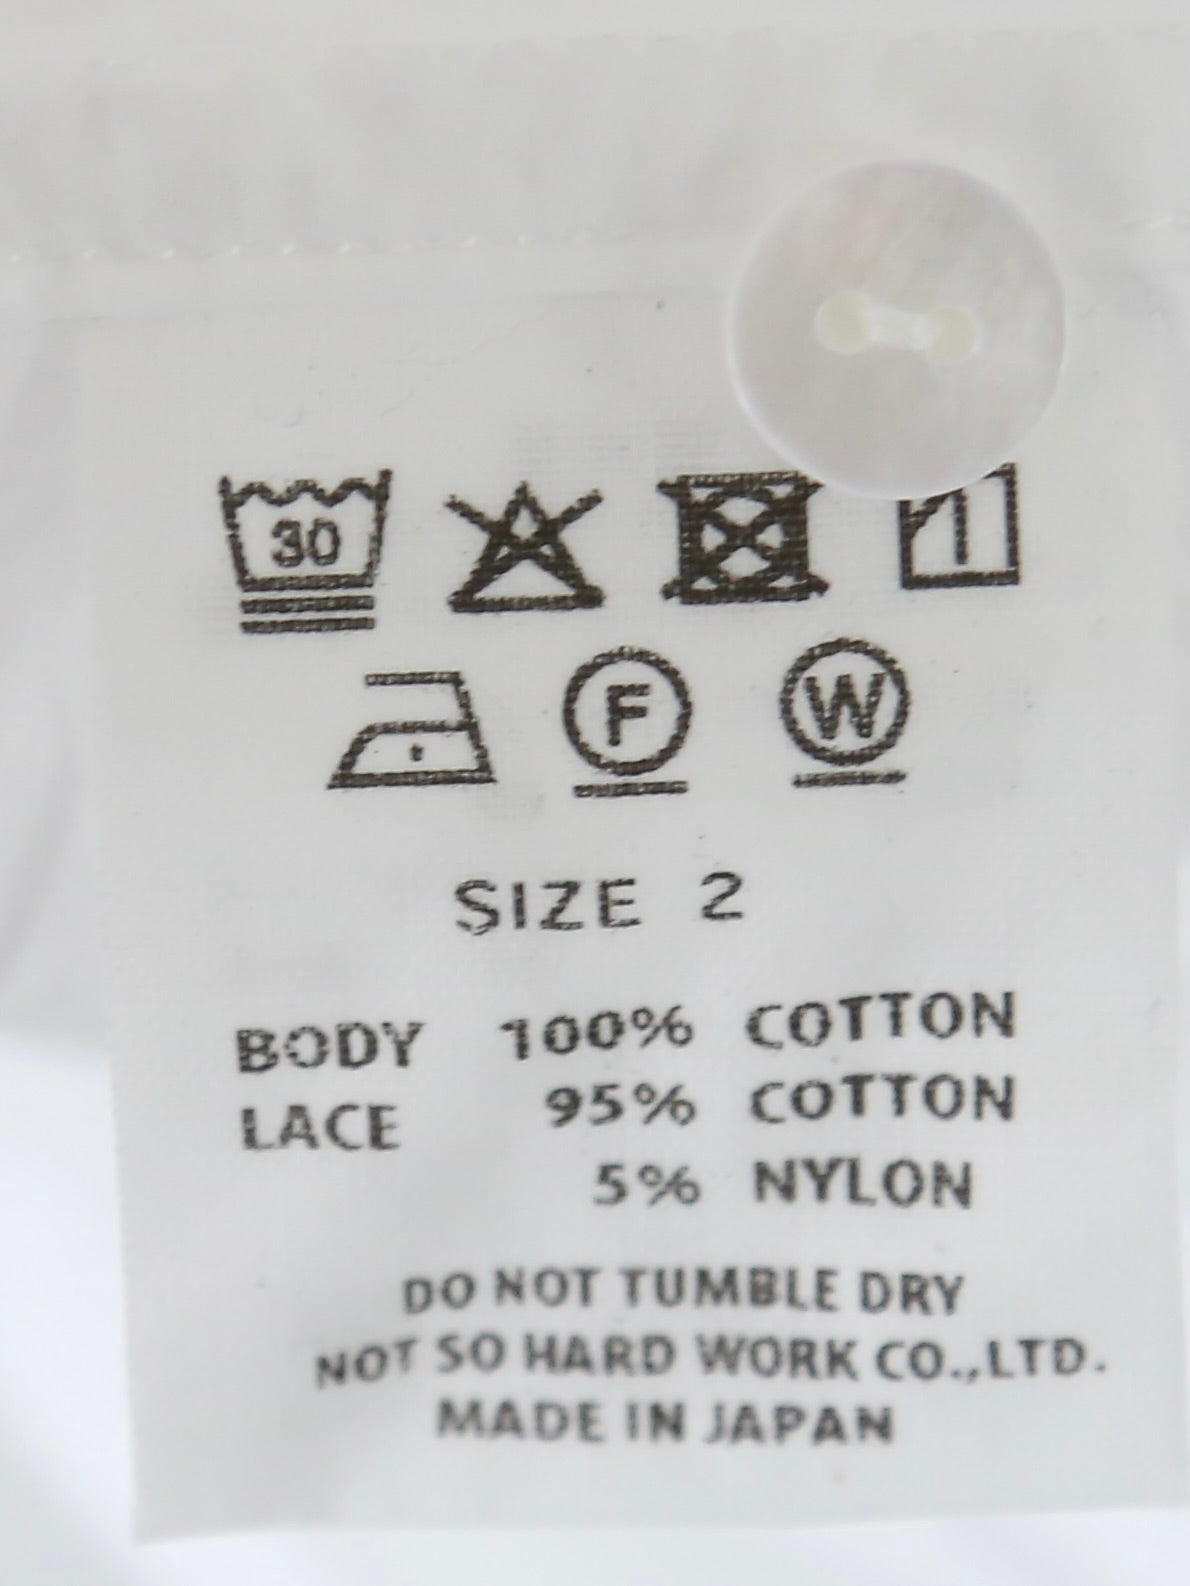 30
F W
SIZE 2
BODY 100% COTTON
LACE 95% COTTON
5% NYLON
DO NOT TUMBLE DRY
NOT SO HARD WORK CO.,LTD.
MADE IN JAPAN